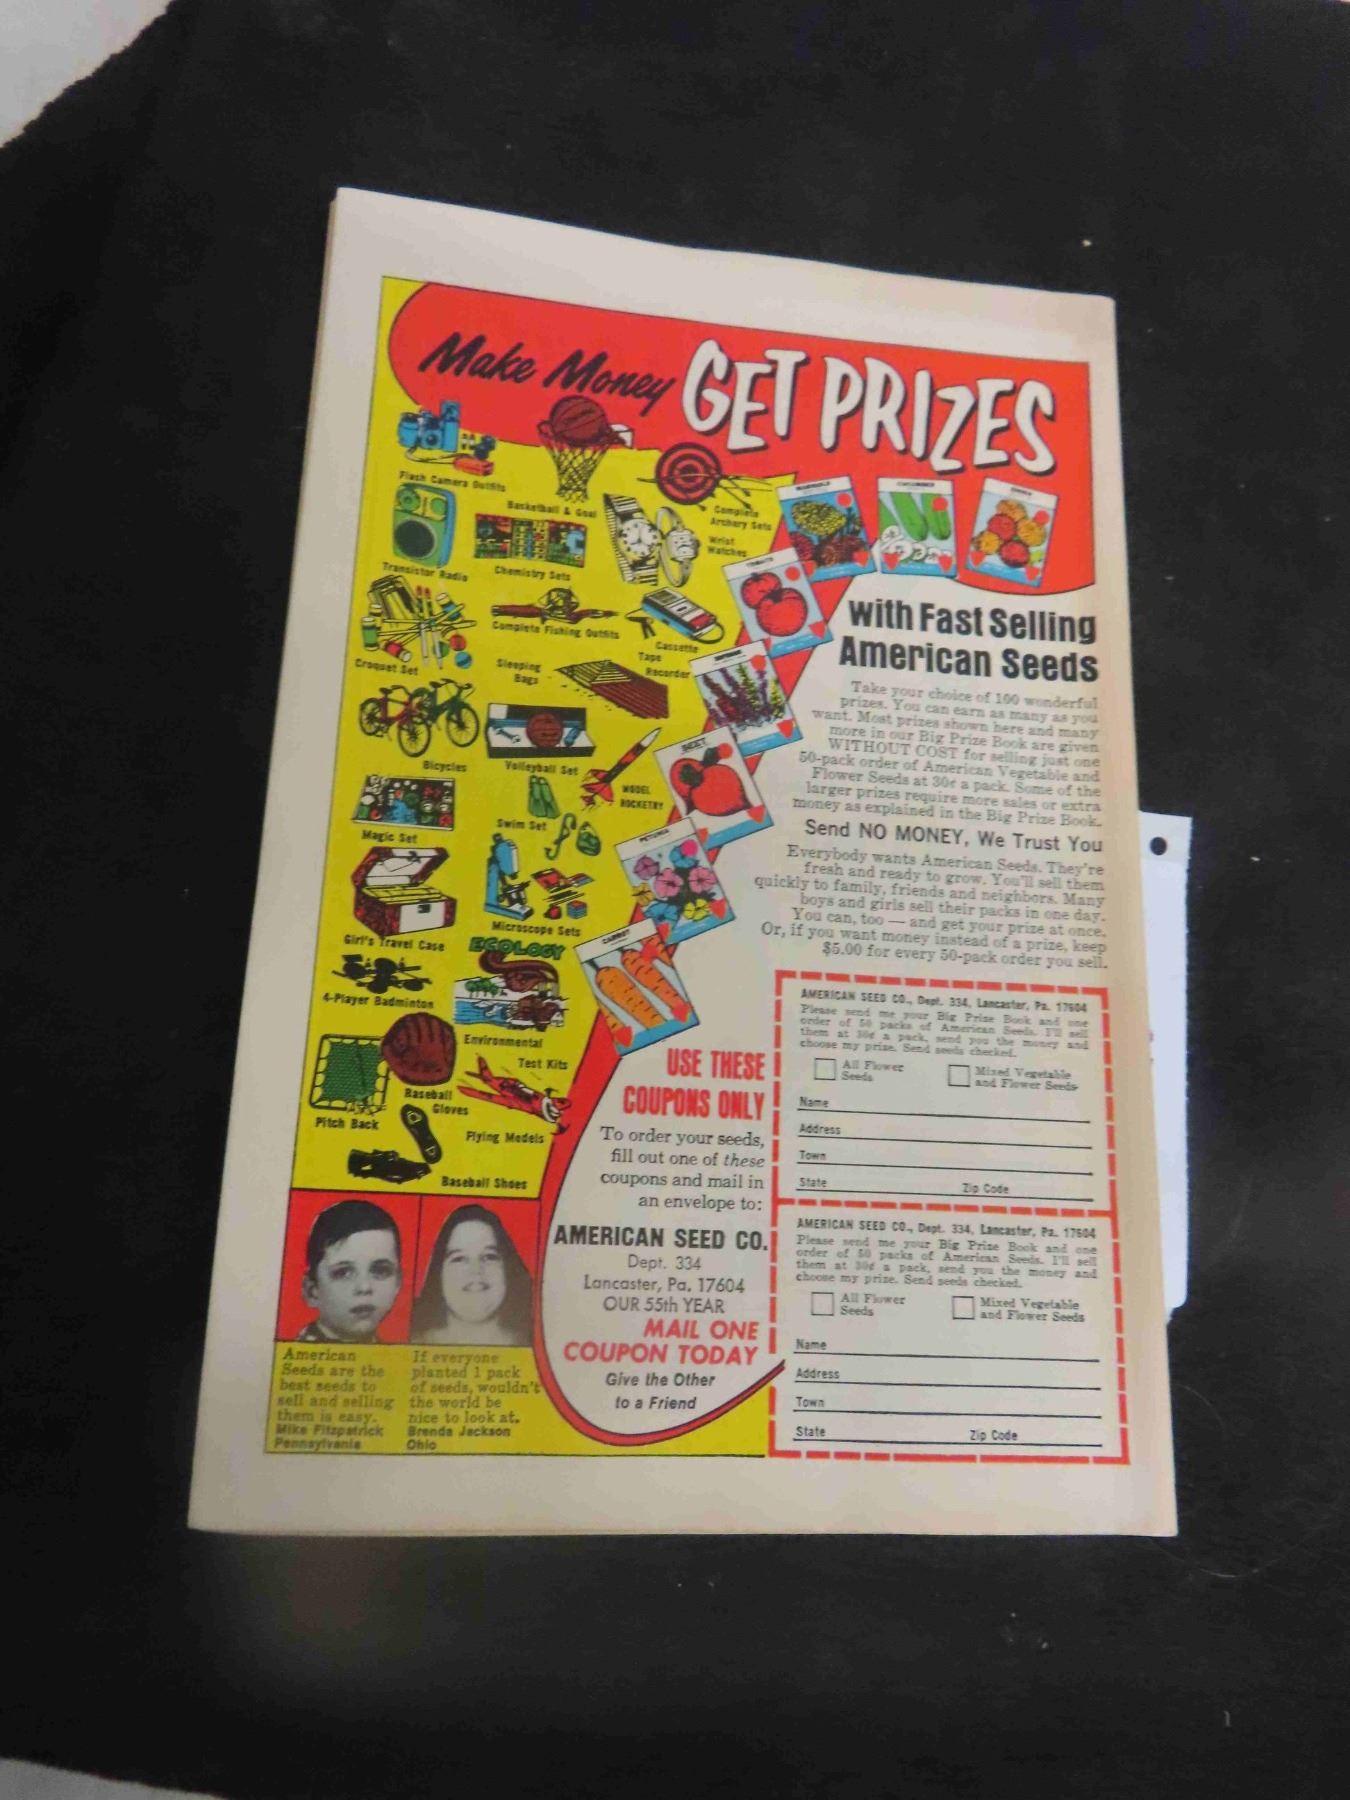 Make Money GET PRIZES
Flash Camera Outfits
Basketball & Goal
Complete
Archery Sets
Wrist
Watches
Transistor Radio
Chemistry Sets
Complete Fishing Outfits
Cassette
Tape
Recorder
Croquet Set
Sleeping
Bags
Bicycles
Volleyball Set
MODEL
ROCKETRY
Magic Set
Swim Set
Girl's Travel Case
Microscope Sets
ECOLOGY
4-Player Badminton
Environmental
Test Kits
Pitch Back
Baseball
Gloves
Flying Models
Baseball Shoes
MARIGOLD
CUCUMBER
TOMATO
BEET
PETUNIA
CARROT
with Fast Selling
American Seeds
Take your choice of 100 wonderful
prizes. You can earn as many as you
want. Most prizes shown here and many
more in our Big Prize Book are given
WITHOUT COST for selling just one
50-pack order of American Vegetable and
Flower Seeds at 30¢ a pack. Some of the
larger prizes require more sales or extra
money as explained in the Big Prize Book.
Send NO MONEY, We Trust You
Everybody wants American Seeds. They're
fresh and ready to grow. You'll sell them
quickly to family, friends and neighbors. Many
boys and girls sell their packs in one day.
You can, too — and get your prize at once.
Or, if you want money instead of a prize, keep
$5.00 for every 50-pack order you sell.
USE THESE
COUPONS ONLY
To order your seeds,
fill out one of these
coupons and mail in
an envelope to:
AMERICAN SEED CO.
Dept. 334
Lancaster, Pa. 17604
OUR 55th YEAR
MAIL ONE
COUPON TODAY
Give the Other
to a Friend
American
Seeds are the
best seeds to
sell and selling
them is easy.
Mike Fitzpatrick
Pennsylvania
If everyone
planted 1 pack
of seeds, wouldn't
the world be
nice to look at.
Brenda Jackson
Ohio
AMERICAN SEED CO., Dept. 334, Lancaster, Pa. 17604
Please send me your Big Prize Book and one
order of 50 packs of American Seeds. I'll sell
them at 30¢ a pack, send you the money and
choose my prize. Send seeds checked.
All Flower
Seeds
Mixed Vegetable
and Flower Seeds
Name
Address
Town
State Zip Code
AMERICAN SEED CO., Dept. 334, Lancaster, Pa. 17604
Please send me your Big Prize Book and one
order of 50 packs of American Seeds. I'll sell
them at 30¢ a pack, send you the money and
choose my prize. Send seeds checked.
All Flower
Seeds
Mixed Vegetable
and Flower Seeds
Name
Address
Town
State Zip Code